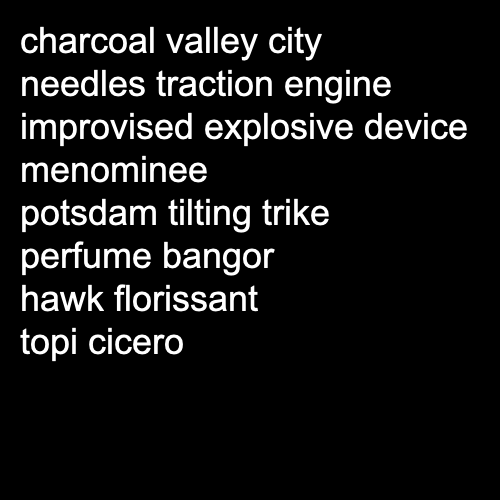 charcoal valley city
needles traction engine
improvised explosive device
menominee
potsdam tilting trike
perfume bangor
hawk florissant
topi cicero